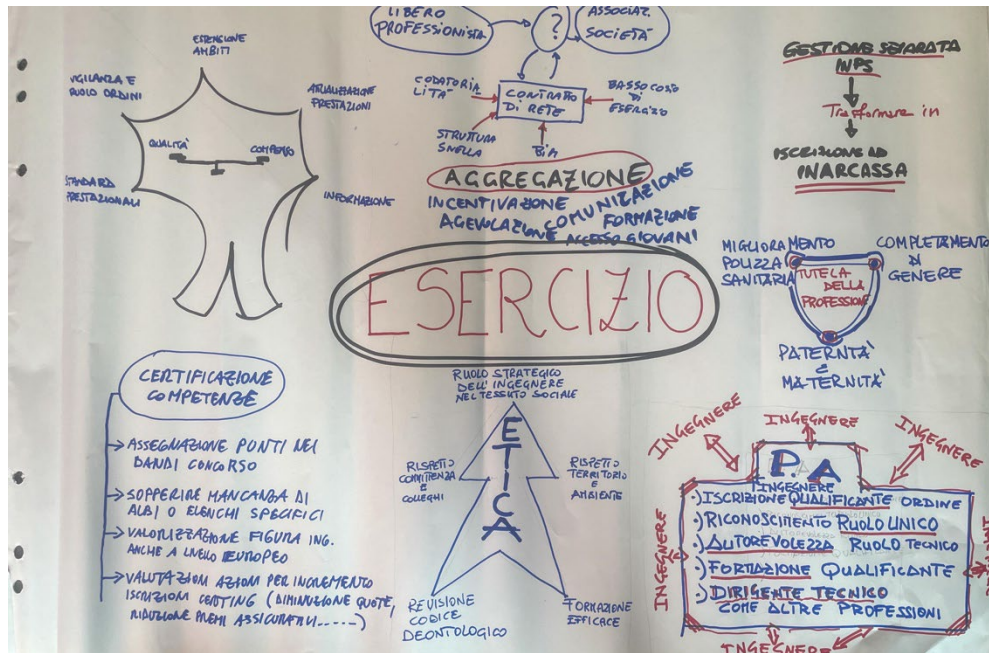 ESTENSIONE
AMBITI
VIGILANZA E
RUOLO ORDINI
ATTUALIZZAZIONE
PRESTAZIONI
QUALITÀ
COMPENSO
STANDARD
PRESTAZIONALI
INFORMAZIONE
LIBERO
PROFESSIONISTA
?
ASSOCIAZ.
SOCIETÀ
CODATORIA
LITA'
CONTRATTO
DI RETE
BASSO COSTO
DI
ESERCIZIO
STRUTTURA
SNELLA
BIM
AGGREGAZIONE
INCENTIVAZIONE
COMUNICAZIONE
AGEVOLAZIONE
FORMAZIONE
ACCESSO GIOVANI
GESTIONE SEPARATA
INPS
Trasformare in
ISCRIZIONE AD
INARCASSA
ESERCIZIO
MIGLIORAMENTO
POLIZZA
SANITARIA
COMPLETAMENTO
DI
GENERE
TUTELA
DELLA
PROFESSIONE
PATERNITA'
E
MATERNITA'
CERTIFICAZIONE
COMPETENZE
ASSEGNAZIONE PUNTI NEI
BANDI CONCORSO
SOPPERIRE MANCANZA DI
ALBI O ELENCHI SPECIFICI
VALORIZZAZIONE FIGURA ING.
ANCHE A LIVELLO EUROPEO
VALUTAZIONI AZIONI PER INCREMENTO
ISCRIZIONI CERTING (DIMINUZIONE QUOTE,
RIDUZIONE PREMI ASSICURATIVI.....)
RUOLO STRATEGICO
DELL'INGEGNERE
NEL TESSUTO SOCIALE
ETICA
RISPETTO
COMMITTENZA
E
COLLEGHI
RISPETTO
TERRITORIO
E
AMBIENTE
REVISIONE
CODICE
DEONTOLOGICO
FORMAZIONE
EFFICACE
INGEGNERE
INGEGNERE
INGEGNERE
P.A
INGEGNERE
•) ISCRIZIONE QUALIFICANTE ORDINE
•) RICONOSCIMENTO RUOLO UNICO
•) AUTOREVOLEZZA RUOLO TECNICO
•) FORMAZIONE QUALIFICANTE
•) DIRIGENTE TECNICO
COME ALTRE PROFESSIONI
INGEGNERE
INGEGNERE